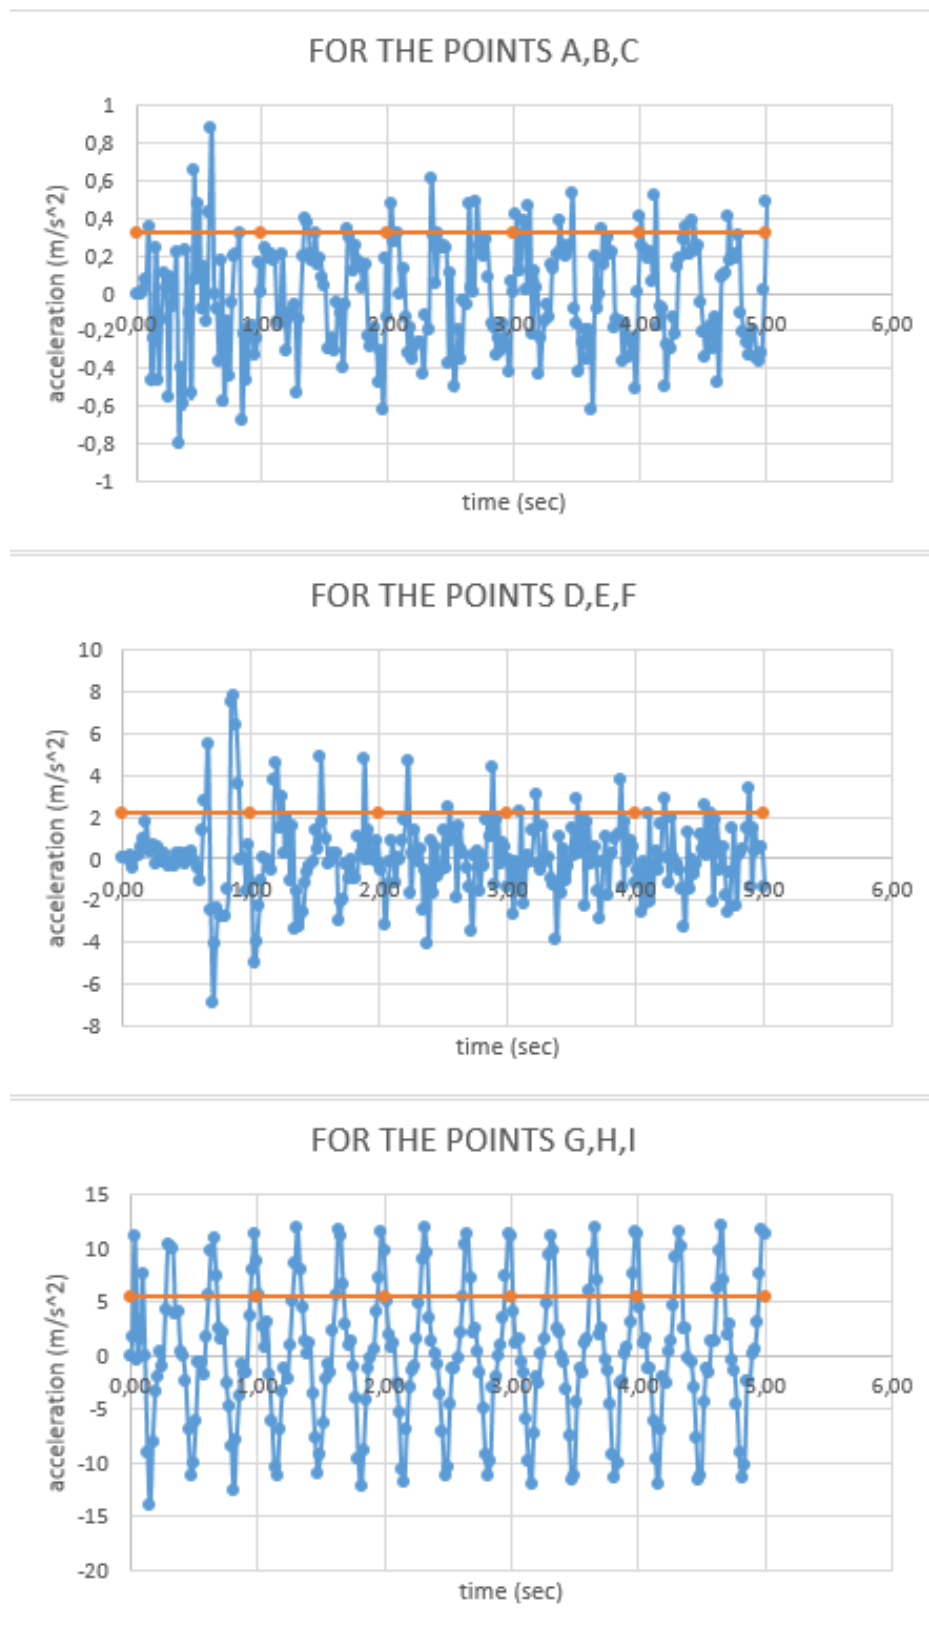 FOR THE POINTS A,B,C
acceleration (m/s^2)
1
0,8
0,6
0,4
0,2
0
-0,2
-0,4
-0,6
-0,8
-1
0,00 1,00 2,00 3,00 4,00 5,00 6,00
time (sec)
FOR THE POINTS D,E,F
acceleration (m/s^2)
10
8
6
4
2
0
-2
-4
-6
-8
0,00 1,00 2,00 3,00 4,00 5,00 6,00
time (sec)
FOR THE POINTS G,H,I
acceleration (m/s^2)
15
10
5
0
-5
-10
-15
-20
0,00 1,00 2,00 3,00 4,00 5,00 6,00
time (sec)